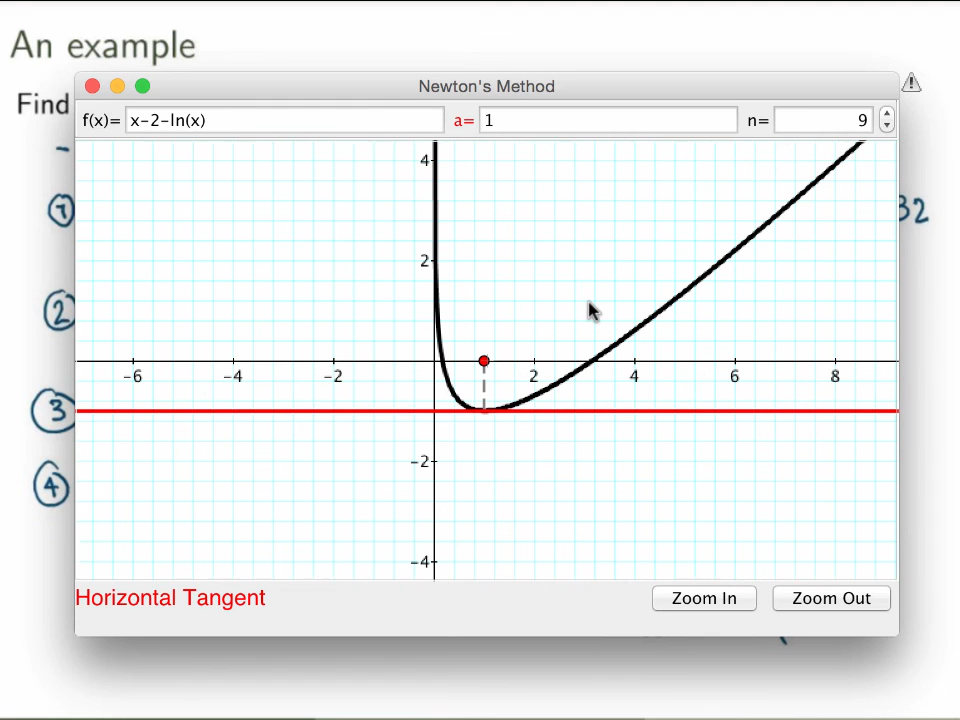 An example
Newton's Method
Find
f(x)= x-2-ln(x) a= 1 n= 9
4
1
32
2
2
-6 -4 -2 2 4 6 8
3
-2
4
-4
Horizontal Tangent Zoom In Zoom Out